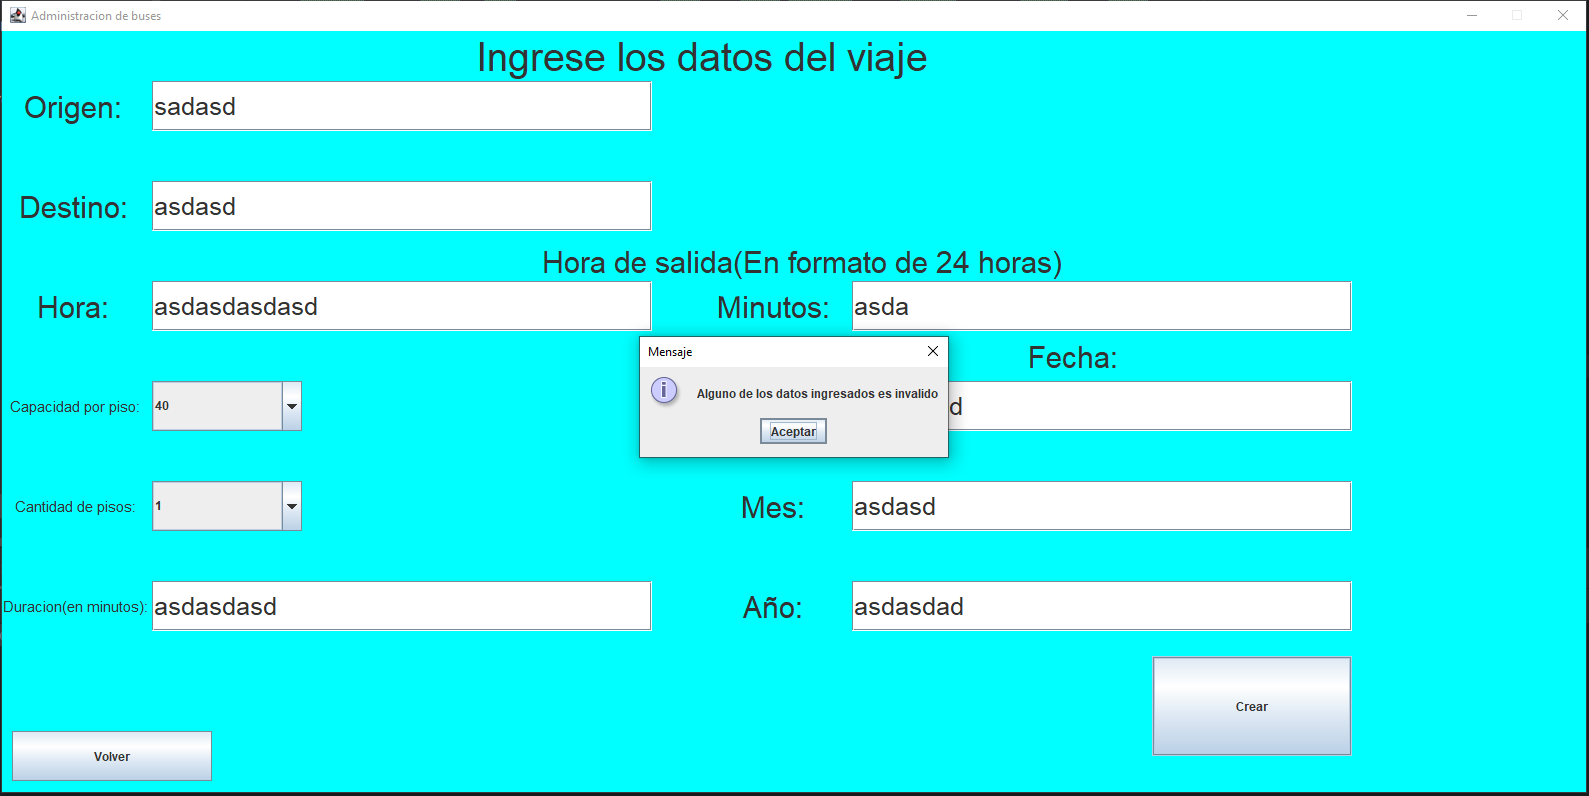 Administracion de buses
Ingrese los datos del viaje
Origen: sadasd
Destino: asdasd
Hora de salida(En formato de 24 horas)
Hora: asdasdasdasd Minutos: asda
Mensaje
Alguno de los datos ingresados es invalido
Aceptar
Fecha:
Capacidad por piso: 40 d
Cantidad de pisos: 1 Mes: asdasd
Duracion(en minutos): asdasdasd Año: asdasdad
Crear
Volver